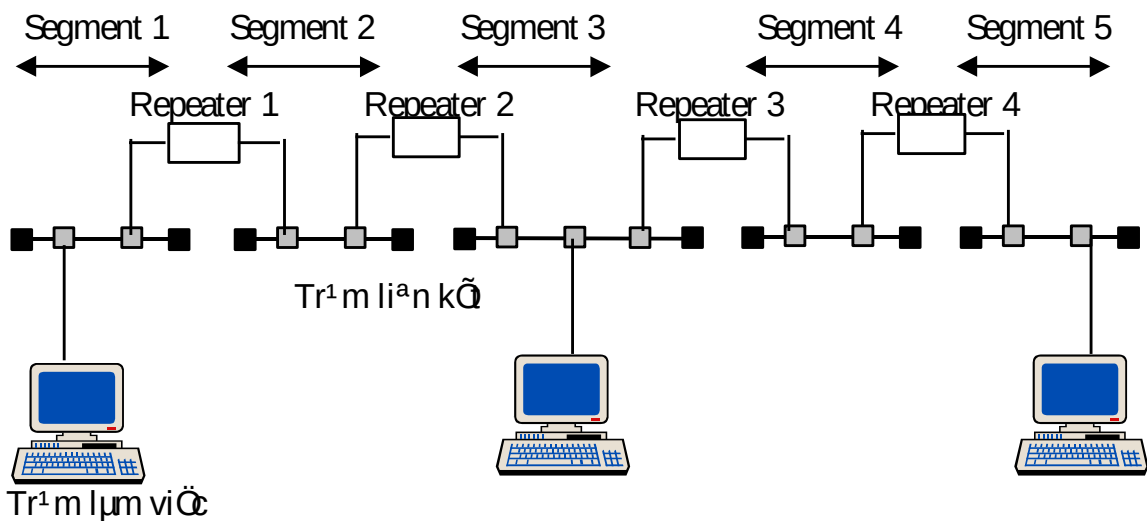 Segment 1 Segment 2 Segment 3 Segment 4 Segment 5
Repeater 1 Repeater 2 Repeater 3 Repeater 4
Tr¹m liªn kÕt
Tr¹m lµm viÖc